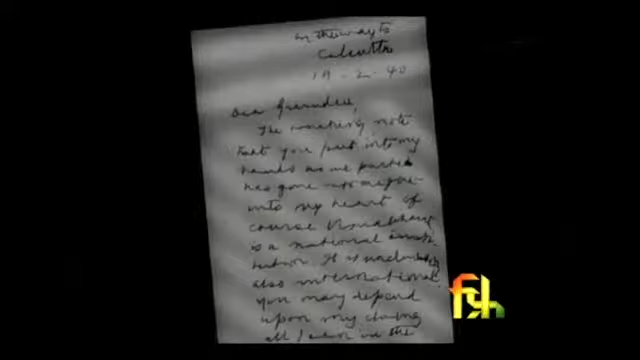 on the way to
Calcutta
19-2-40
Dear Gurudev,
The touching note
that you put into my
hands as we parted
has gone straight
into my heart. Of
course Visvabharati
is a national insti-
tution. It is undoubtedly
also international.
You may depend
upon my doing
all I can in the